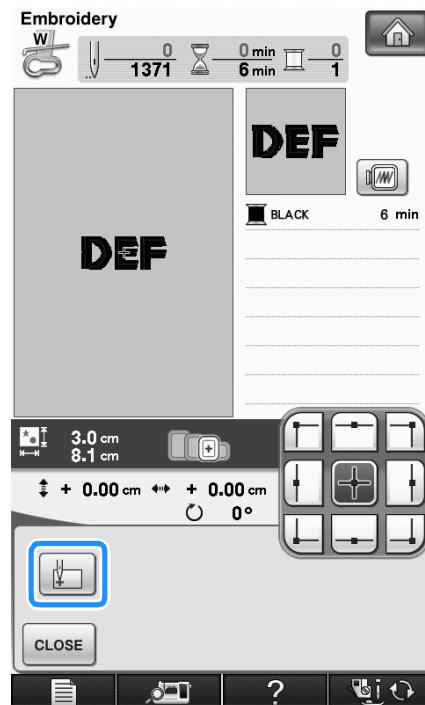 Embroidery
W
0 0 min 0
1371 6 min 1
DEF
DEF
BLACK 6 min
3.0 cm
8.1 cm
+ 0.00 cm + 0.00 cm
0°
CLOSE
?